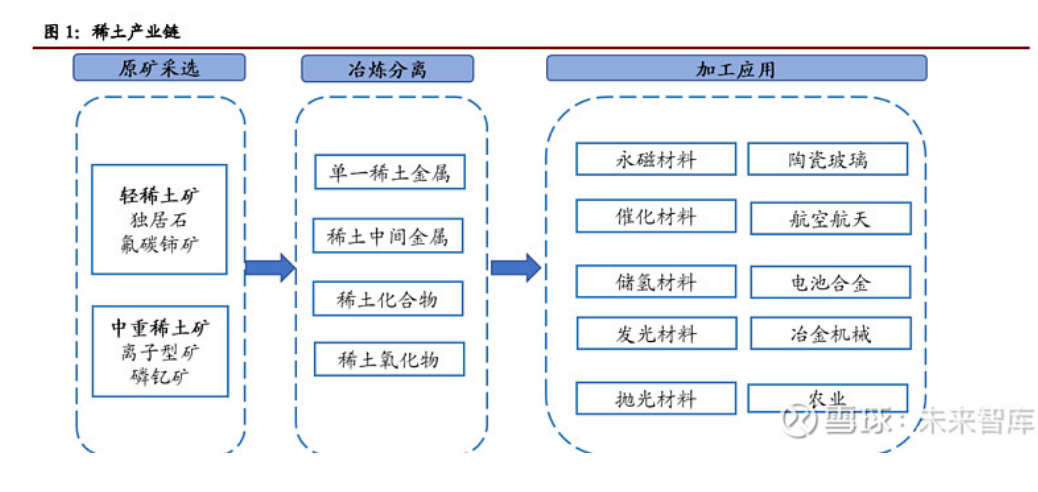 图 1：稀土产业链
原矿采选
冶炼分离
加工应用
轻稀土矿
独居石
氟碳铈矿
中重稀土矿
离子型矿
磷钇矿
单一稀土金属
稀土中间金属
稀土化合物
稀土氧化物
永磁材料
陶瓷玻璃
催化材料
航空航天
储氢材料
电池合金
发光材料
冶金机械
抛光材料
农业
雪球：未来智库